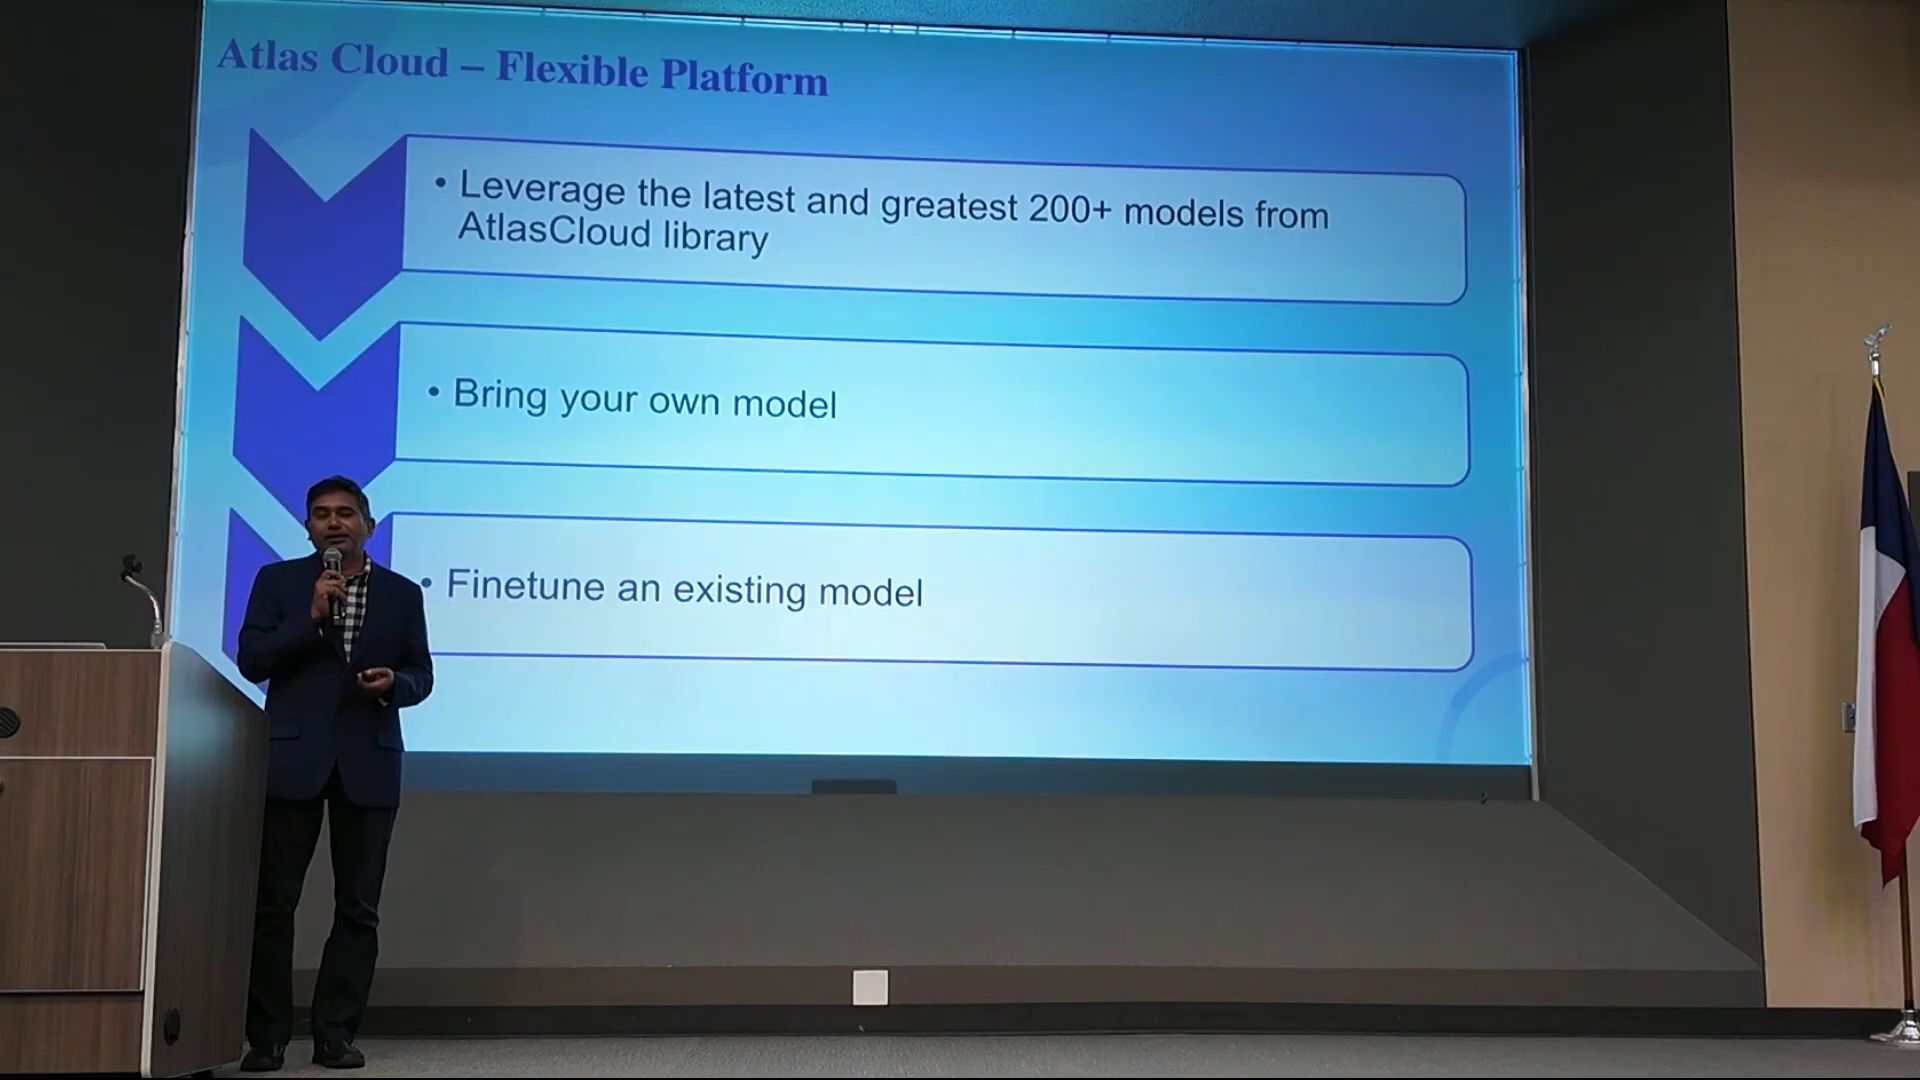 Atlas Cloud – Flexible Platform
• Leverage the latest and greatest 200+ models from
AtlasCloud library
• Bring your own model
• Finetune an existing model